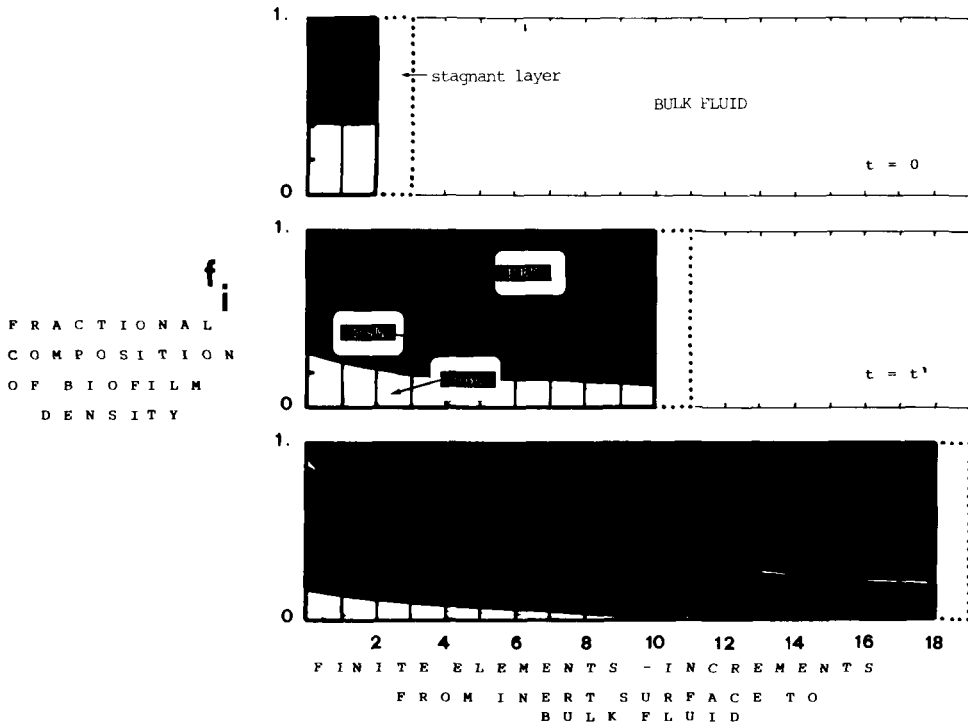 1.
stagnant layer
BULK FLUID
t = 0
0
1.
f i
FRACTIONAL
COMPOSITION
OF BIOFILM
DENSITY
t = t'
0
1.
0
2 4 6 8 10 12 14 16 18
FINITE ELEMENTS - INCREMENTS
FROM INERT SURFACE TO
BULK FLUID